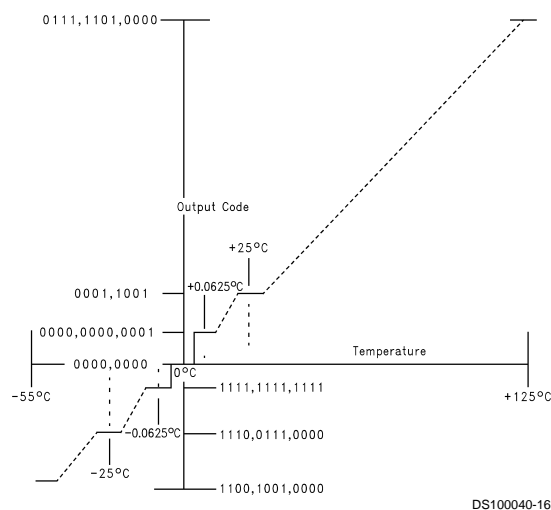 0111,1101,0000
Output Code
+25°C
+0.0625°C
0001,1001
0000,0000,0001
Temperature
0000,0000
0°C
1111,1111,1111
-55°C
+125°C
-0.0625°C
1110,0111,0000
-25°C
1100,1001,0000
DS100040-16